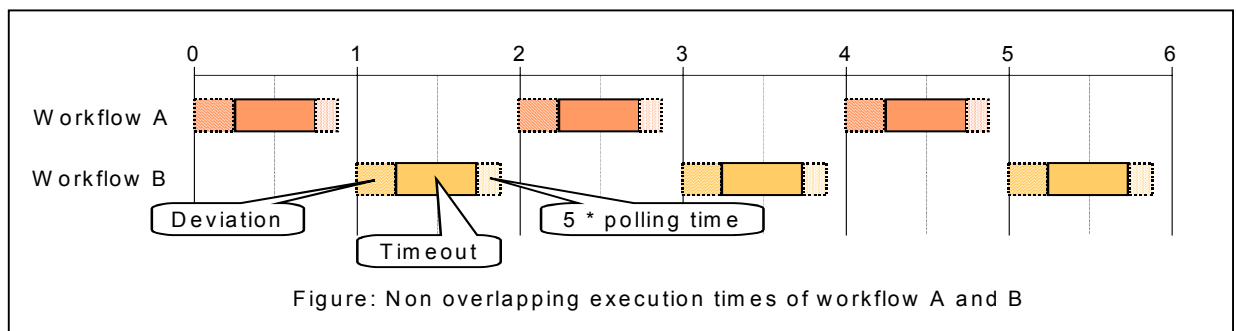 0 1 2 3 4 5 6
Workflow A
Workflow B
Deviation
5 * polling time
Timeout
Figure: Non overlapping execution times of workflow A and B